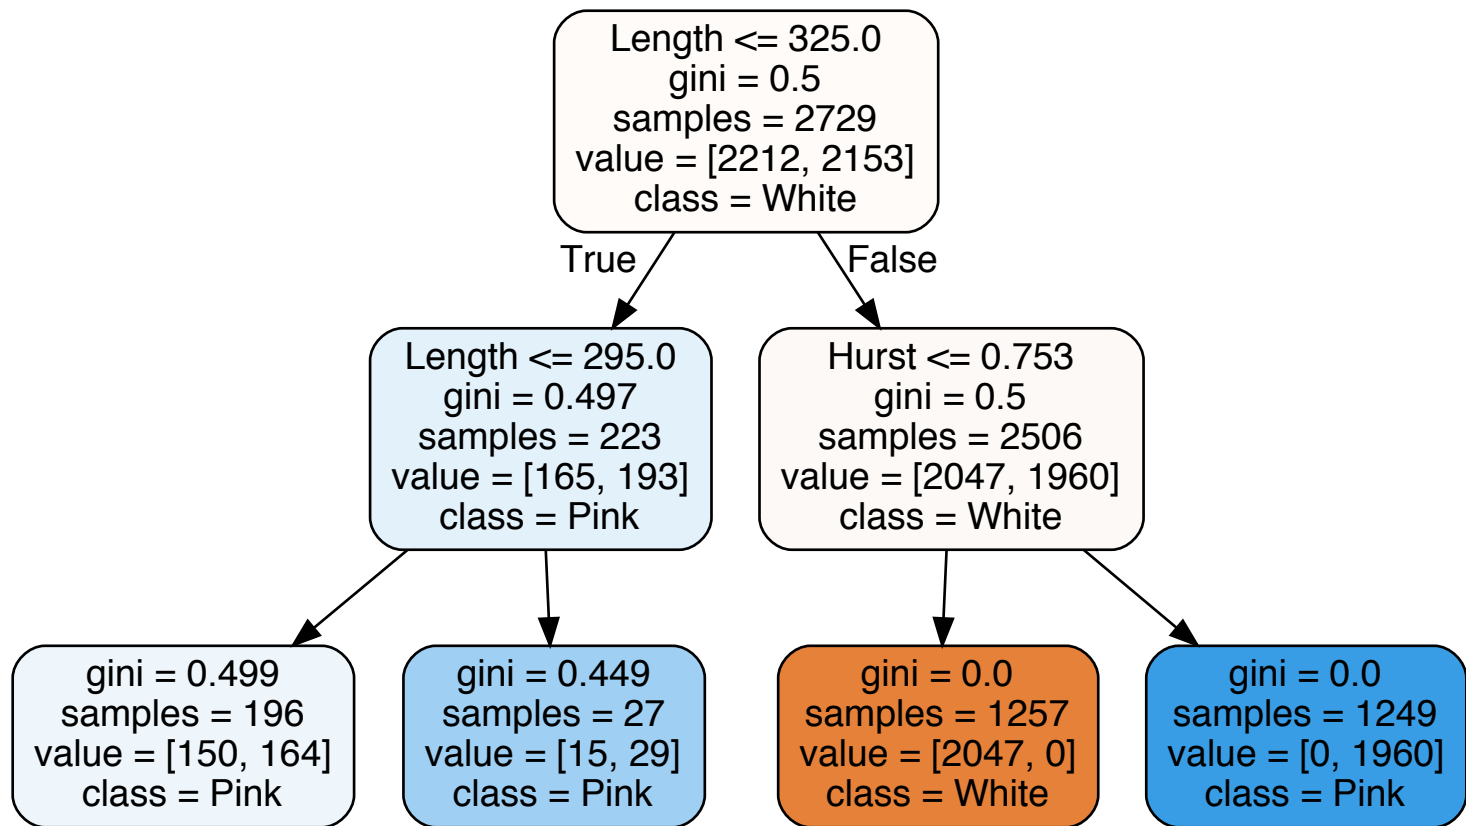 Length <= 325.0
gini = 0.5
samples = 2729
value = [2212, 2153]
class = White
True
False
Length <= 295.0
gini = 0.497
samples = 223
value = [165, 193]
class = Pink
Hurst <= 0.753
gini = 0.5
samples = 2506
value = [2047, 1960]
class = White
gini = 0.499
samples = 196
value = [150, 164]
class = Pink
gini = 0.449
samples = 27
value = [15, 29]
class = Pink
gini = 0.0
samples = 1257
value = [2047, 0]
class = White
gini = 0.0
samples = 1249
value = [0, 1960]
class = Pink